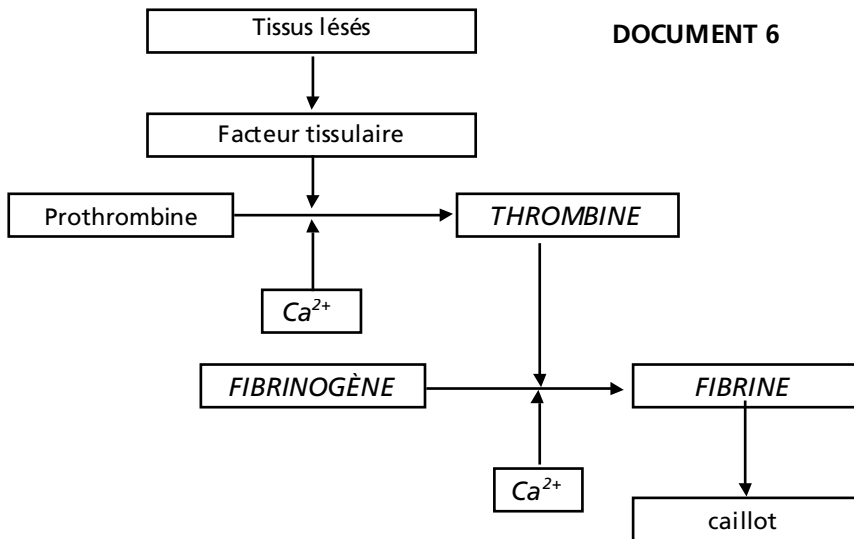 Tissus lésés
DOCUMENT 6
Facteur tissulaire
Prothrombine
THROMBINE
Ca²⁺
FIBRINOGÈNE
FIBRINE
Ca²⁺
caillot